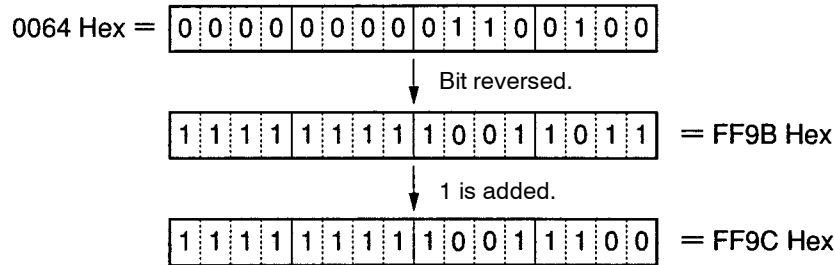 0064 Hex = 0 0 0 0 0 0 0 0 0 1 1 0 0 1 0 0
Bit reversed.
1 1 1 1 1 1 1 1 1 0 0 1 1 0 1 1 = FF9B Hex
1 is added.
1 1 1 1 1 1 1 1 1 0 0 1 1 1 0 0 = FF9C Hex